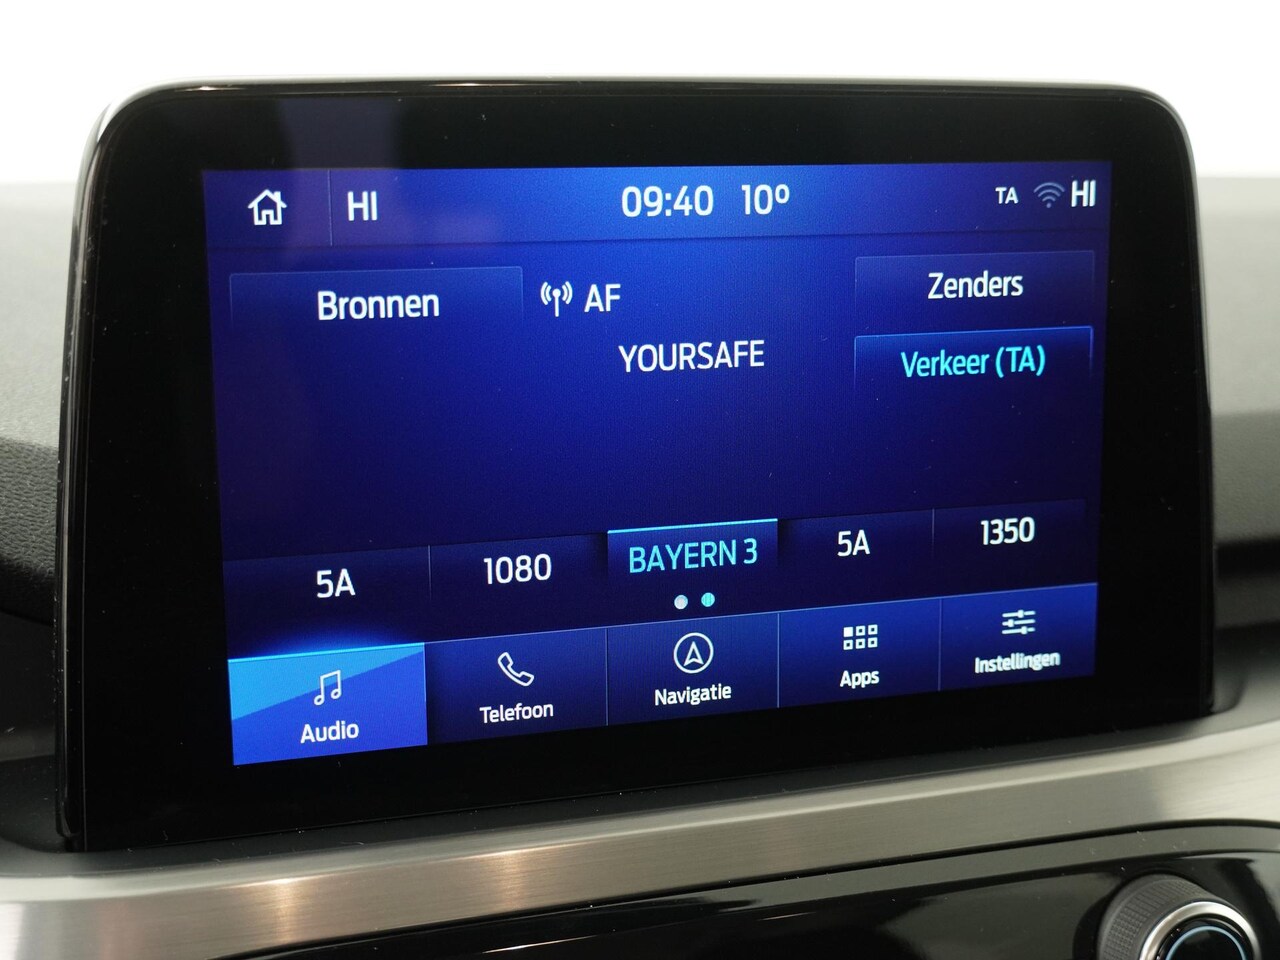 HI 09:40 10º TA HI
Bronnen AF Zenders
YOURSAFE
Verkeer (TA)
5A 1080 BAYERN 3 5A 1350
Audio Telefoon Navigatie Apps Instellingen